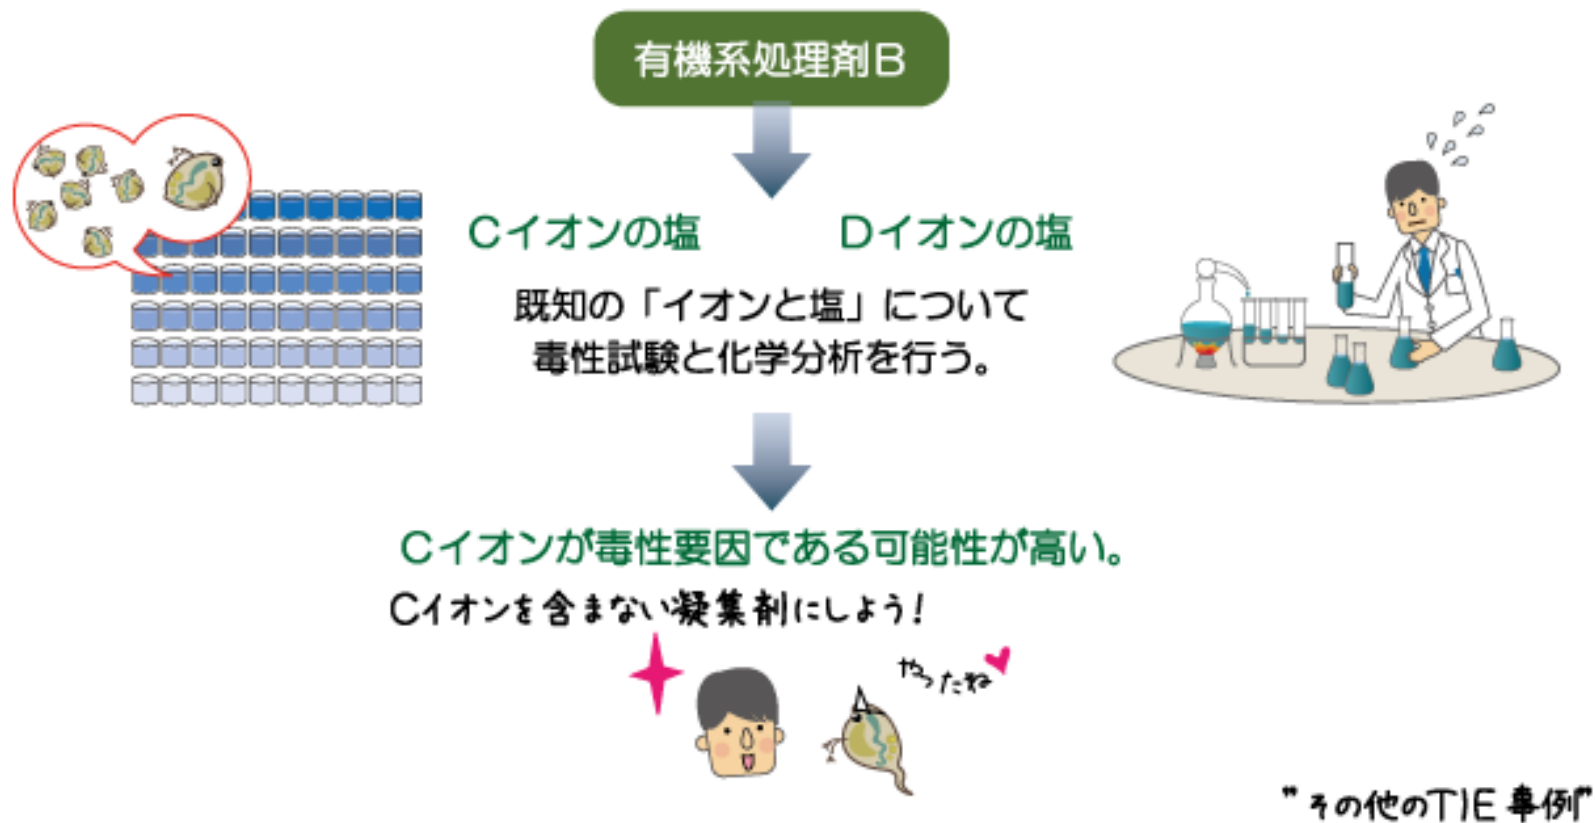 有機系処理剤B
Cイオンの塩
Dイオンの塩
既知の「イオンと塩」について
毒性試験と化学分析を行う。
Cイオンが毒性要因である可能性が高い。
Cイオンを含まない凝集剤にしよう!
やったね
"その他のTIE 事例"